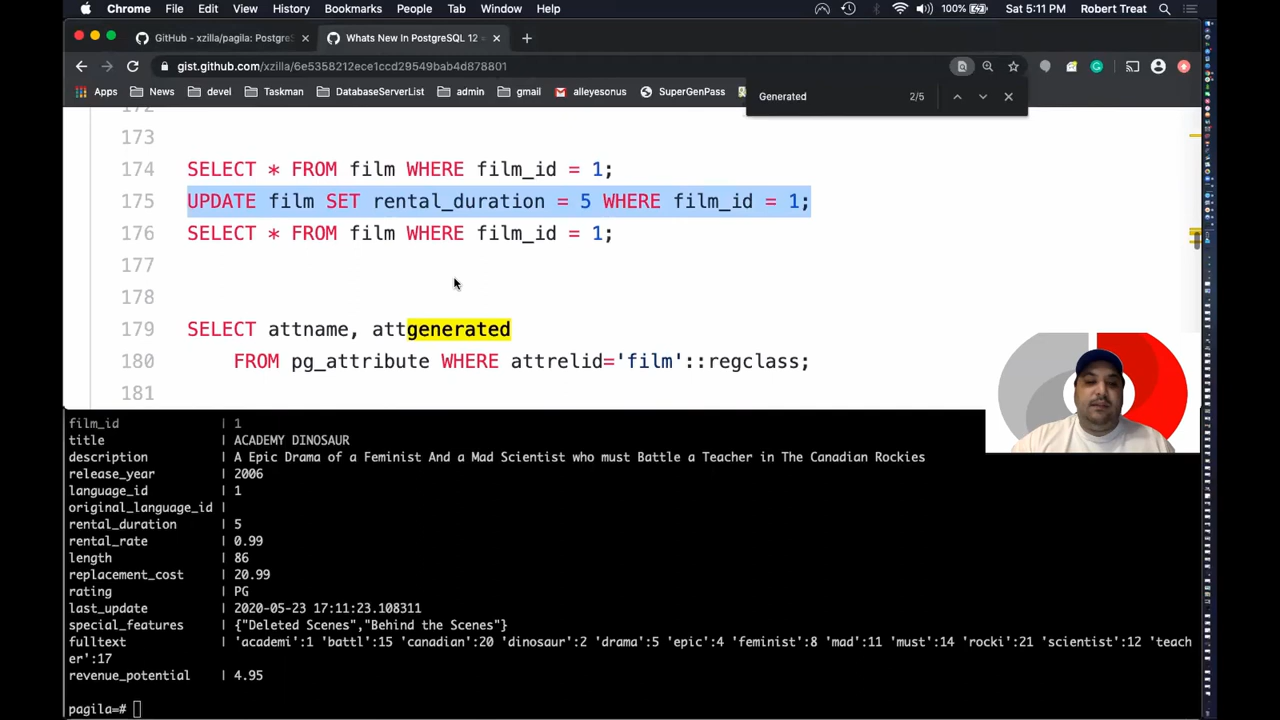 Chrome File Edit View History Bookmarks People Tab Window Help 100% Sat 5:11 PM Robert Treat
GitHub - xzilla/pagila: Postgre
Whats New In PostgreSQL 12
gist.github.com/xzilla/6e5358212ece1ccd29549bab4d878801
Apps News devel Taskman DatabaseServerList admin gmail alleyesonus SuperGenPass
Generated 2/5
172
173
174 SELECT * FROM film WHERE film_id = 1;
175 UPDATE film SET rental_duration = 5 WHERE film_id = 1;
176 SELECT * FROM film WHERE film_id = 1;
177
178
179 SELECT attname, attgenerated
180 FROM pg_attribute WHERE attrelid='film'::regclass;
181
film_id | 1
title | ACADEMY DINOSAUR
description | A Epic Drama of a Feminist And a Mad Scientist who must Battle a Teacher in The Canadian Rockies
release_year | 2006
language_id | 1
original_language_id |
rental_duration | 5
rental_rate | 0.99
length | 86
replacement_cost | 20.99
rating | PG
last_update | 2020-05-23 17:11:23.108311
special_features | {"Deleted Scenes","Behind the Scenes"}
fulltext | 'academi':1 'battl':15 'canadian':20 'dinosaur':2 'drama':5 'epic':4 'feminist':8 'mad':11 'must':14 'rocki':21 'scientist':12 'teach
er':17
revenue_potential | 4.95
pagila=#